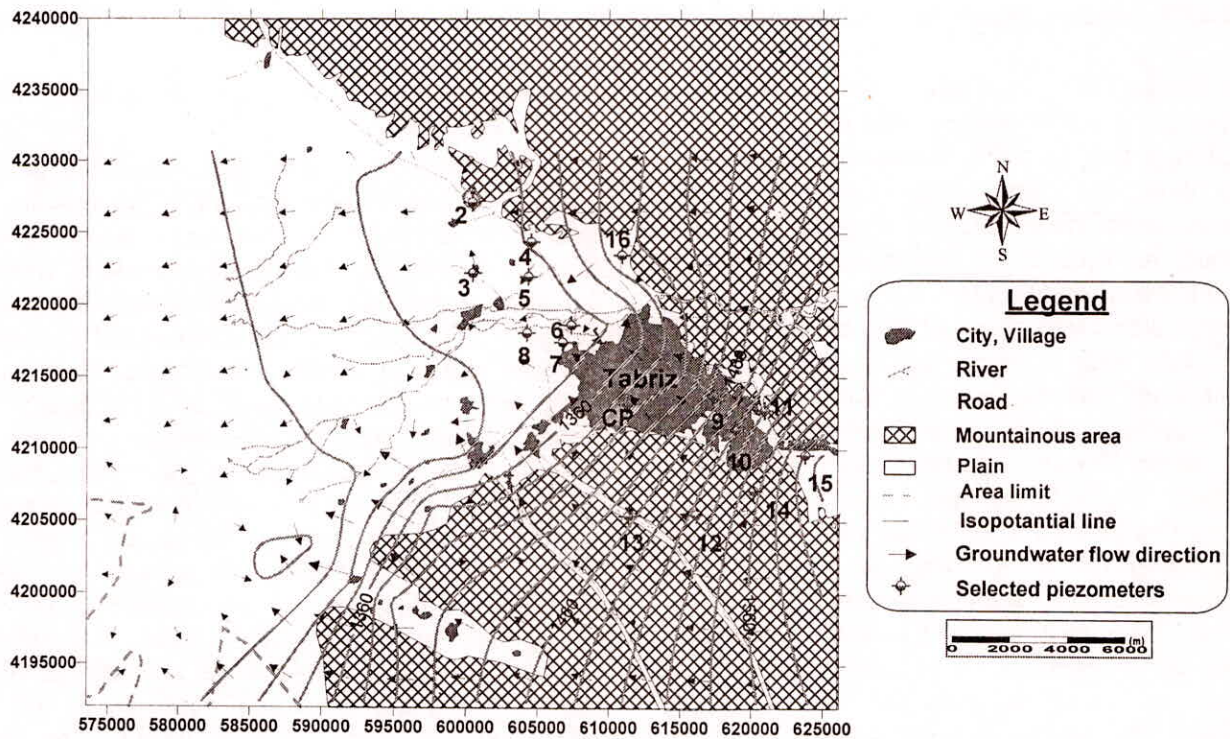 4240000
4235000
4230000
4225000
4220000
4215000
4210000
4205000
4200000
4195000
575000 580000 585000 590000 595000 600000 605000 610000 615000 620000 625000
2
16
4
3
5
6
8
7
Tabriz
1360
CP
9
11
10
15
14
13
12
N
W E
S
Legend
City, Village
River
Road
Mountainous area
Plain
Area limit
Isopotantial line
Groundwater flow direction
Selected piezometers
(m)
0 2000 4000 6000